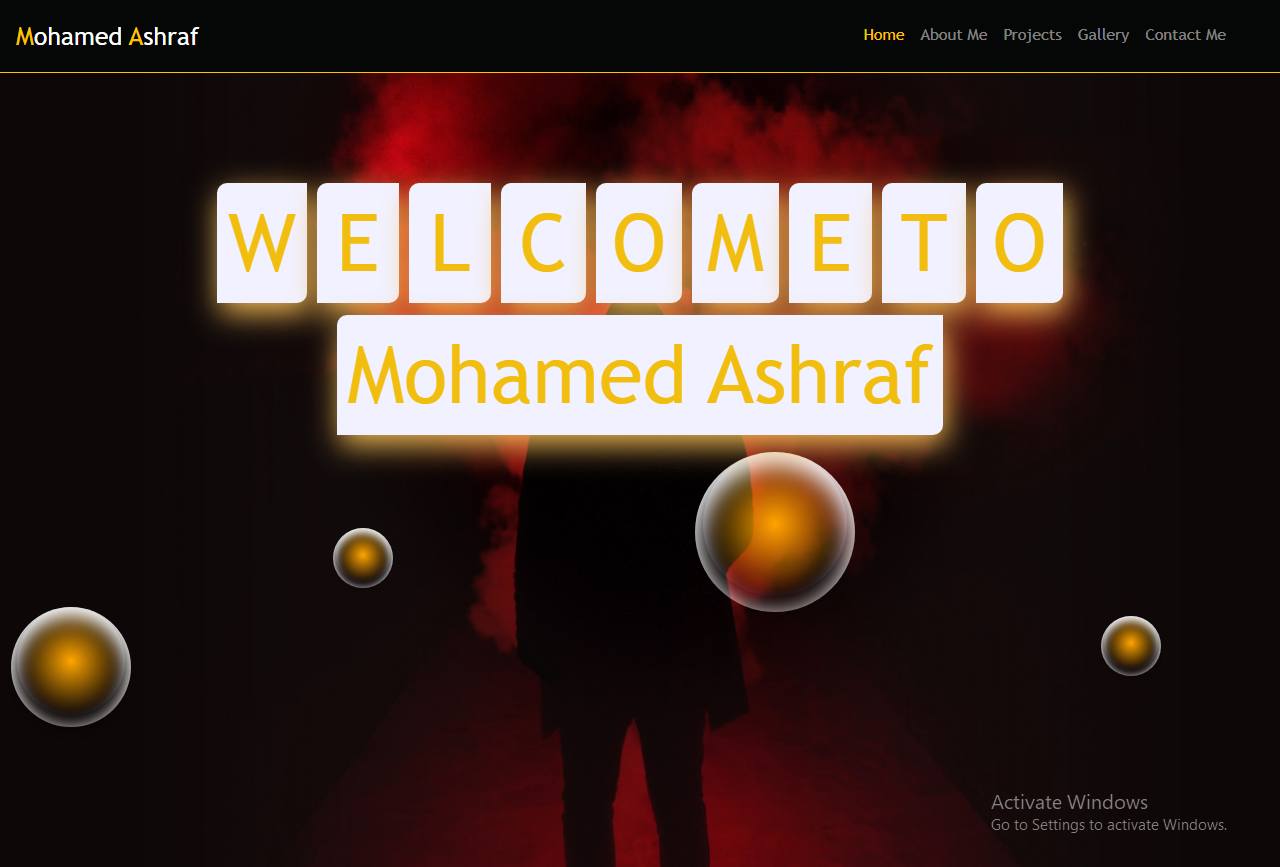 Mohamed Ashraf
Home About Me Projects Gallery Contact Me
W E L C O M E T O
Mohamed Ashraf
Activate Windows
Go to Settings to activate Windows.